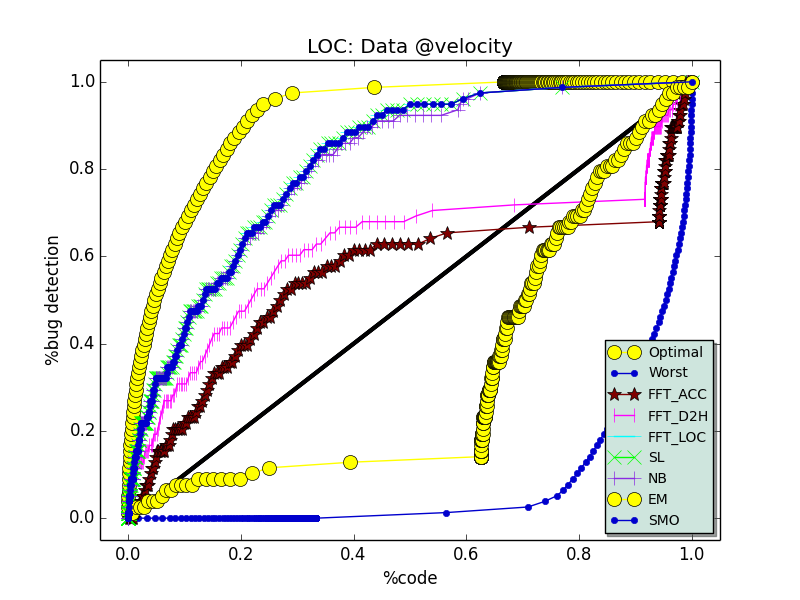 LOC: Data @velocity
%bug detection
1.0
0.8
0.6
0.4
0.2
0.0
0.0 0.2 0.4 0.6 0.8 1.0
%code
Optimal
Worst
FFT_ACC
FFT_D2H
FFT_LOC
SL
NB
EM
SMO